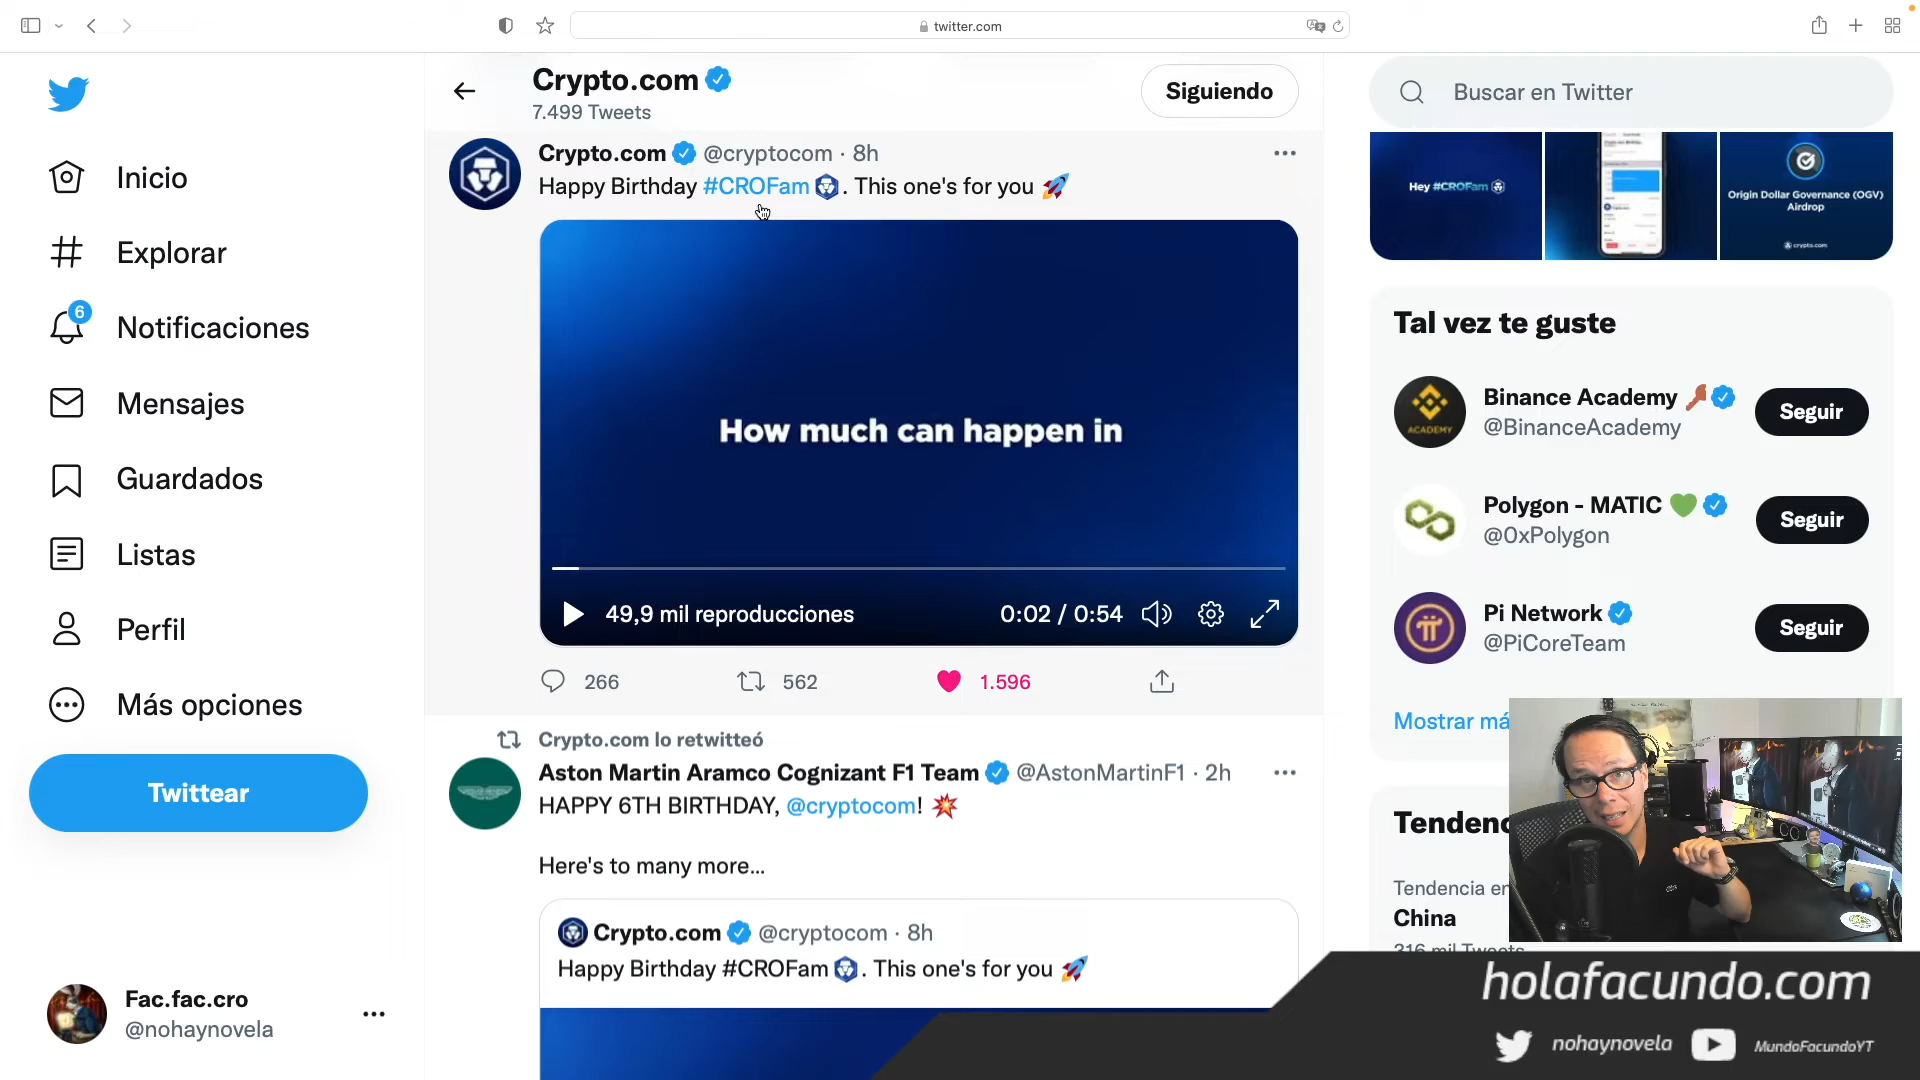 twitter.com
Crypto.com
7.499 Tweets
Siguiendo
Buscar en Twitter
Inicio
Explorar
6
Notificaciones
Mensajes
Guardados
Listas
Perfil
Más opciones
Twittear
Fac.fac.cro
@nohaynovela
Crypto.com @cryptocom · 8h
Happy Birthday #CROFam. This one's for you 🚀
How much can happen in
49,9 mil reproducciones
0:02 / 0:54
266
562
1.596
Crypto.com lo retwitteó
Aston Martin Aramco Cognizant F1 Team @AstonMartinF1 · 2h
HAPPY 6TH BIRTHDAY, @cryptocom! 💥
Here's to many more...
Crypto.com @cryptocom · 8h
Happy Birthday #CROFam. This one's for you 🚀
Hey #CROFam
Origin Dollar Governance (OGV)
Airdrop
crypto.com
Tal vez te guste
ACADEMY
Binance Academy
@BinanceAcademy
Seguir
Polygon - MATIC 💚
@0xPolygon
Seguir
Pi Network
@PiCoreTeam
Seguir
Mostrar má
Tendenc
Tendencia en
China
316 mil Tweets
holafacundo.com
nohaynovela
MundoFacundoYT